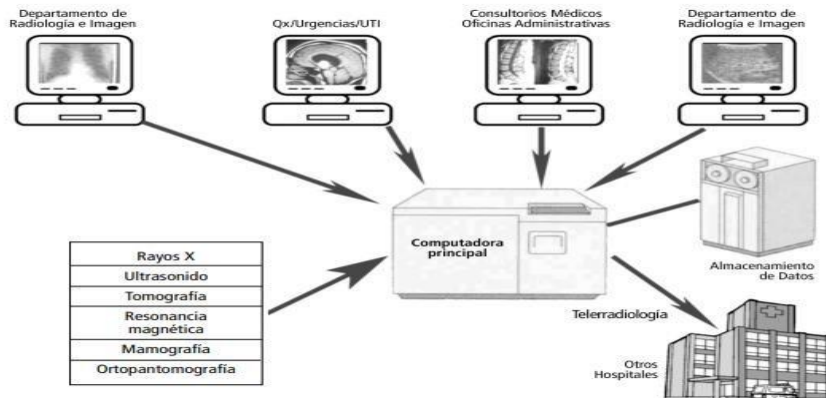 Departamento de
Radiología e Imagen
Qx/Urgencias/UTI
Consultorios Médicos
Oficinas Administrativas
Departamento de
Radiología e Imagen
Computadora
principal
Rayos X
Ultrasonido
Tomografía
Resonancia
magnética
Mamografía
Ortopantomografía
Almacenamiento
de Datos
Telerradiología
Otros
Hospitales